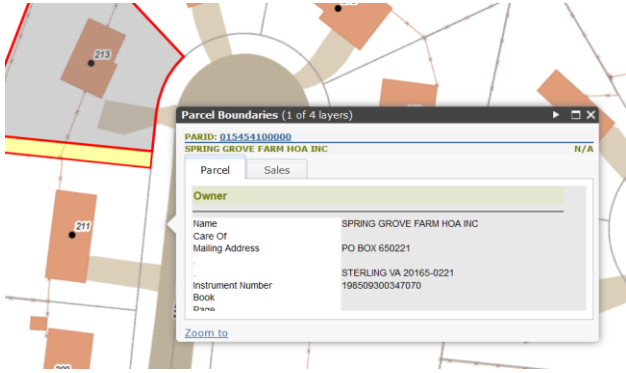 213
Parcel Boundaries (1 of 4 layers)
PARID: 015454100000
SPRING GROVE FARM HOA INC N/A
Parcel Sales
Owner
Name SPRING GROVE FARM HOA INC
Care Of
Mailing Address PO BOX 650221
.
. STERLING VA 20165-0221
Instrument Number 198509300347070
Book
Page
211
Zoom to